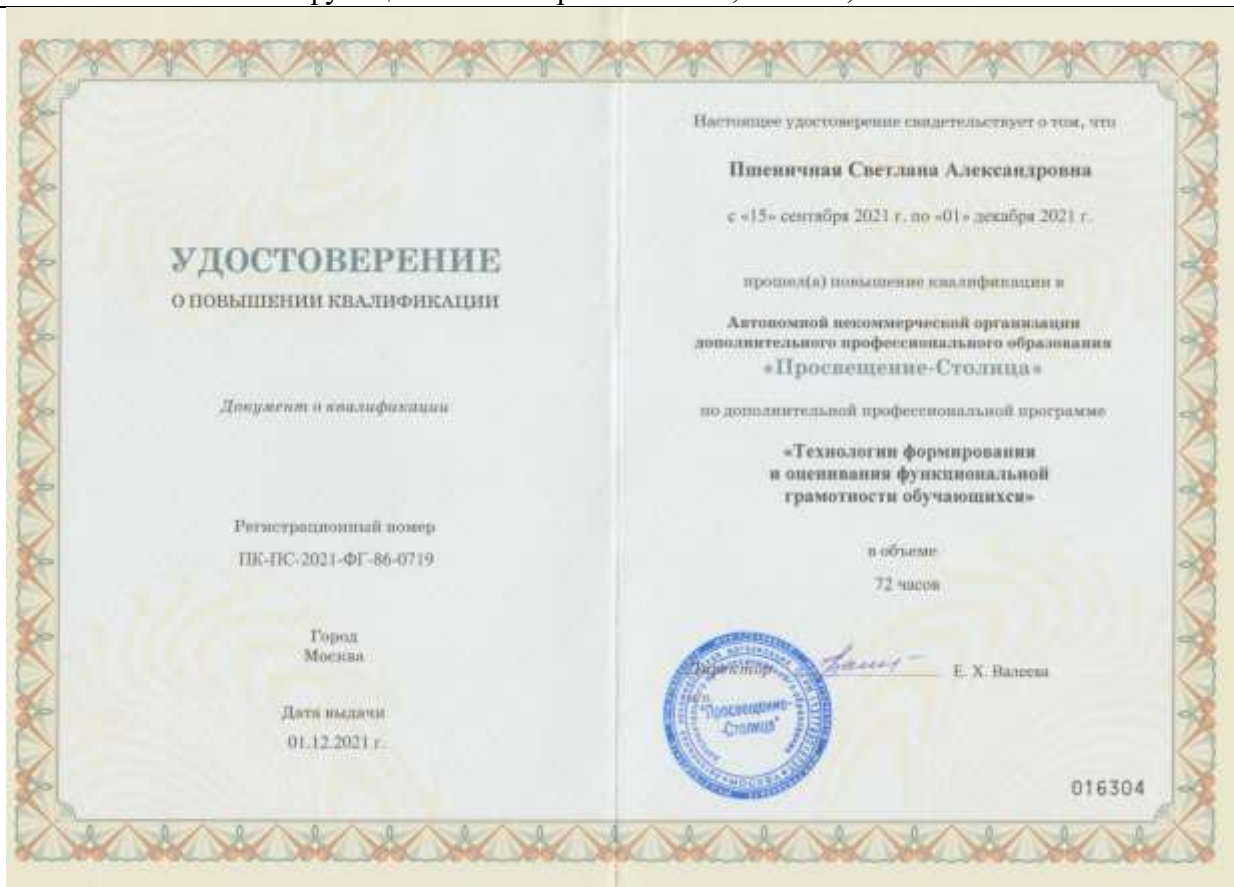 УДОСТОВЕРЕНИЕ
О ПОВЫШЕНИИ КВАЛИФИКАЦИИ
Документ о квалификации
Регистрационный номер
ПК-ПС-2021-ФГ-86-0719
Город
Москва
Дата выдачи
01.12.2021 г.
Настоящее удостоверение свидетельствует о том, что
Пшеничная Светлана Александровна
с «15» сентября 2021 г. по «01» декабря 2021 г.
прошел(а) повышение квалификации в
Автономной некоммерческой организации
дополнительного профессионального образования
«Просвещение-Столица»
по дополнительной профессиональной программе
«Технологии формирования
и оценивания функциональной
грамотности обучающихся»
в объеме
72 часов
Директор Е. Х. Валеева
"Просвещение-
-Столица"
МОСКВА
016304